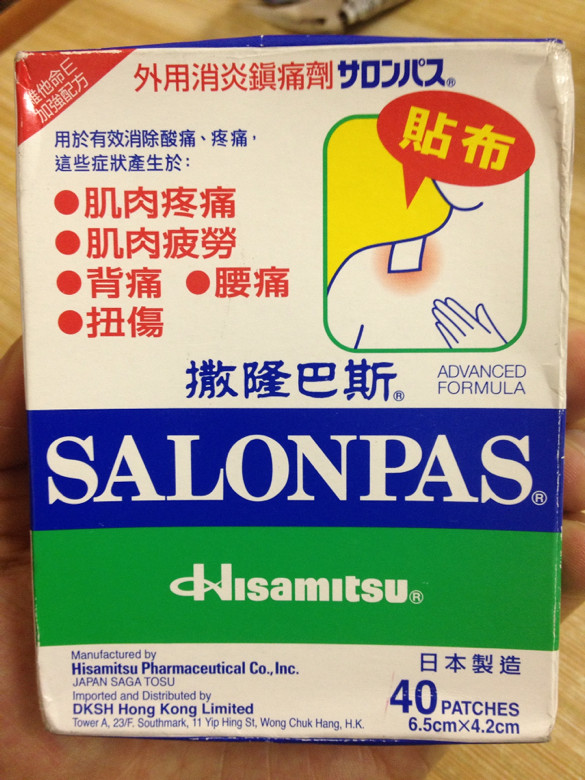 維他命E
加強配方
外用消炎鎮痛劑 サロンパス®
用於有效消除酸痛、疼痛，
這些症狀產生於：
貼布
●肌肉疼痛
●肌肉疲勞
●背痛 ●腰痛
●扭傷
撒隆巴斯® ADVANCED
FORMULA
SALONPAS®
Hisamitsu®
Manufactured by
Hisamitsu Pharmaceutical Co., Inc.
JAPAN SAGA TOSU
Imported and Distributed by
DKSH Hong Kong Limited
Tower A, 23/F. Southmark, 11 Yip Hing St, Wong Chuk Hang, H.K.
日本製造
40 PATCHES
6.5cm×4.2cm